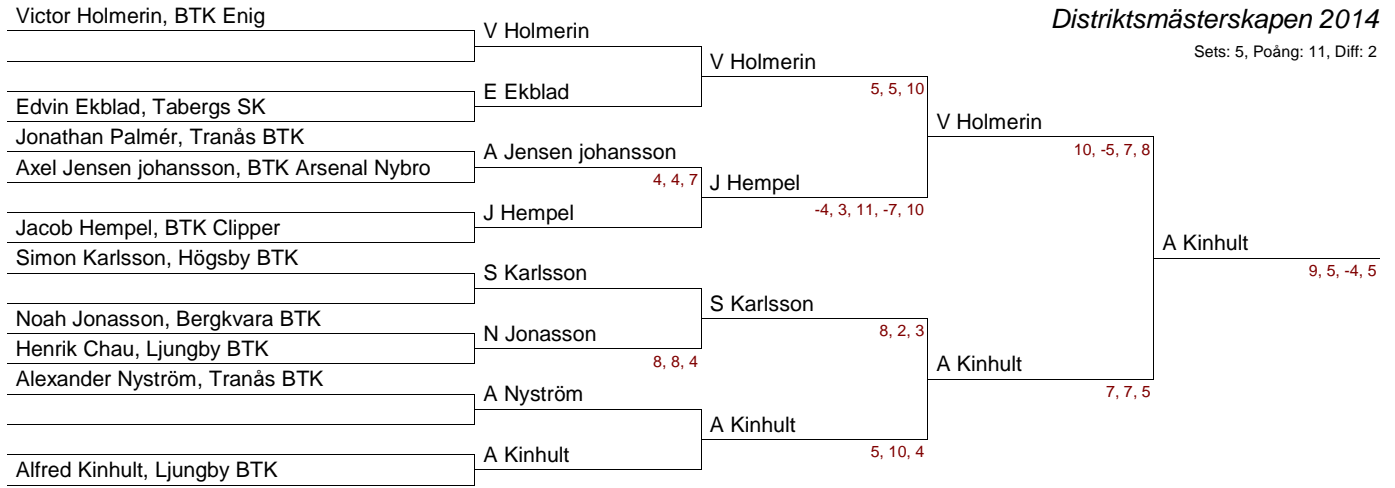 Distriktsmästerskapen 2014
Sets: 5, Poång: 11, Diff: 2
Victor Holmerin, BTK Enig
Edvin Ekblad, Tabergs SK
Jonathan Palmér, Tranås BTK
Axel Jensen johansson, BTK Arsenal Nybro
Jacob Hempel, BTK Clipper
Simon Karlsson, Högsby BTK
Noah Jonasson, Bergkvara BTK
Henrik Chau, Ljungby BTK
Alexander Nyström, Tranås BTK
Alfred Kinhult, Ljungby BTK
V Holmerin
E Ekblad
A Jensen johansson
4, 4, 7
J Hempel
S Karlsson
N Jonasson
8, 8, 4
A Nyström
A Kinhult
V Holmerin
5, 5, 10
J Hempel
-4, 3, 11, -7, 10
S Karlsson
8, 2, 3
A Kinhult
5, 10, 4
V Holmerin
10, -5, 7, 8
A Kinhult
7, 7, 5
A Kinhult
9, 5, -4, 5